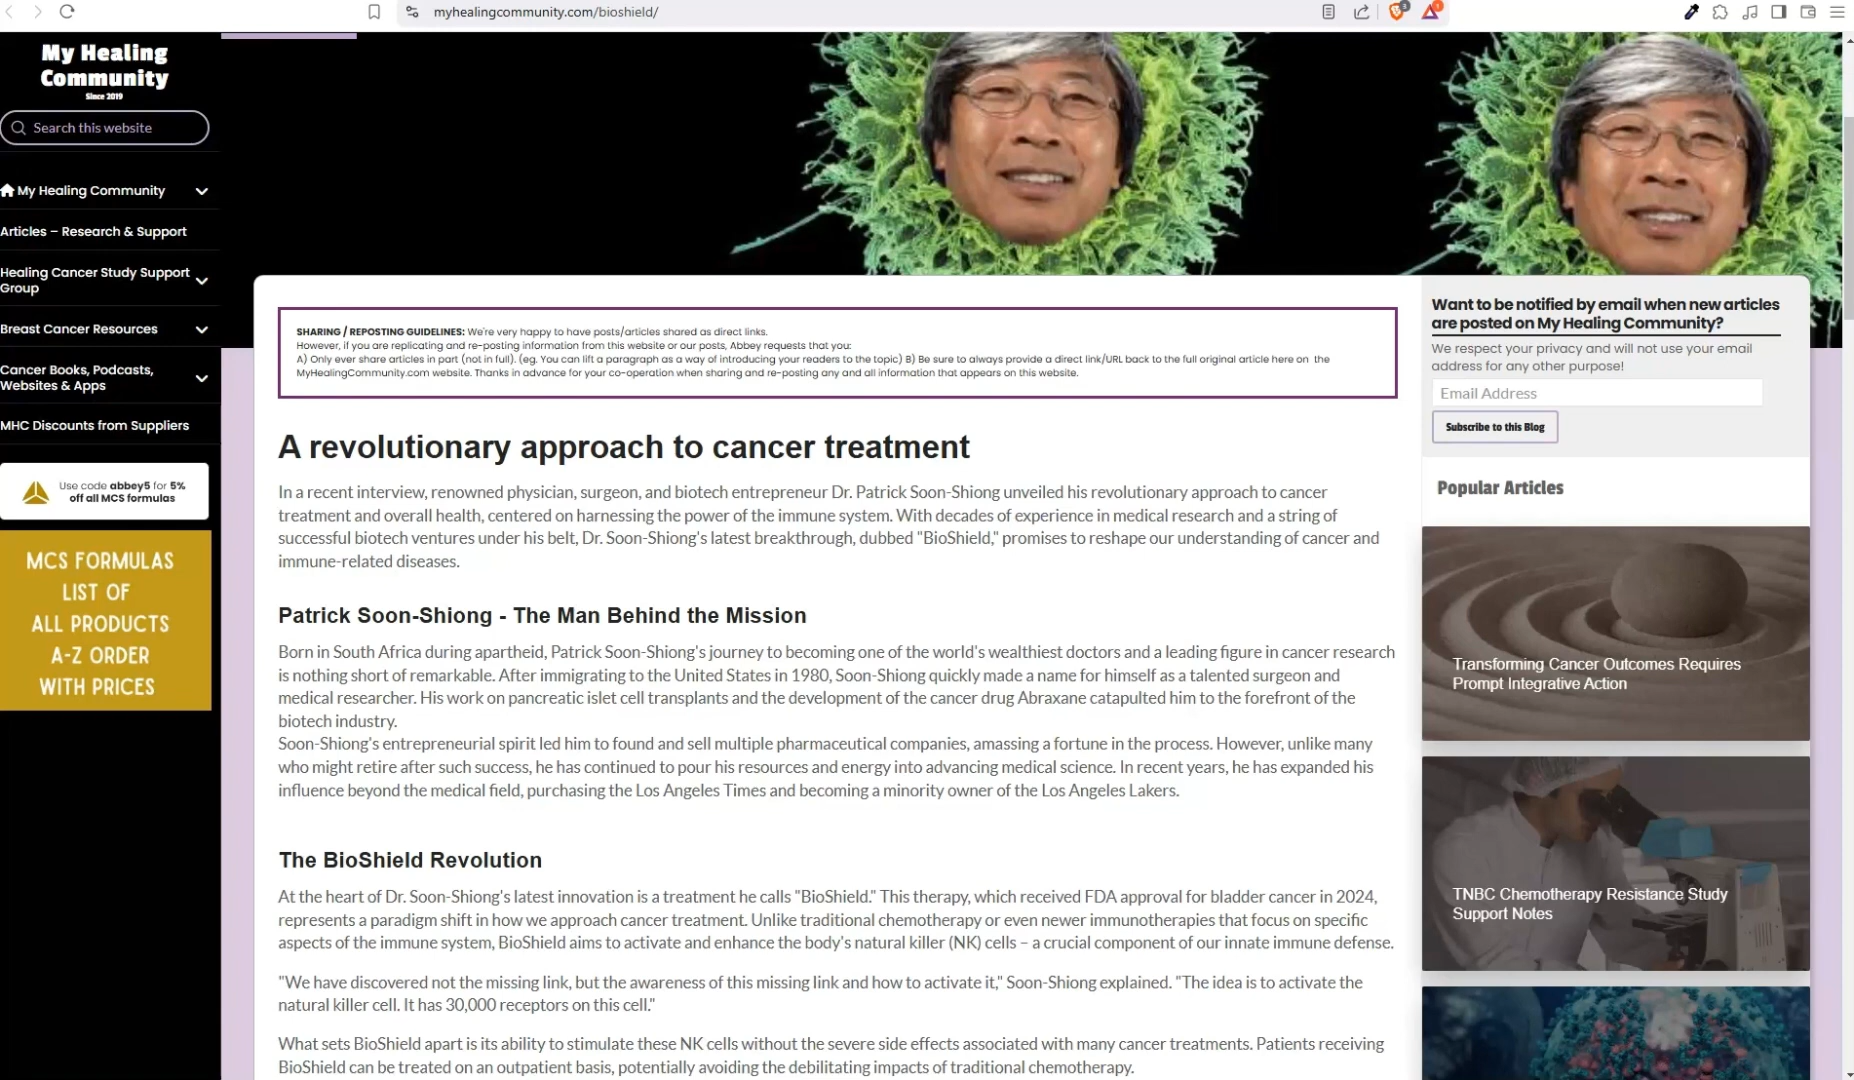 myhealingcommunity.com/bioshield/
3
1
My Healing
Community
Since 2019
Search this website
My Healing Community
Articles – Research & Support
Healing Cancer Study Support
Group
Breast Cancer Resources
Cancer Books, Podcasts,
Websites & Apps
MHC Discounts from Suppliers
Use code abbey5 for 5%
off all MCS formulas
MCS FORMULAS
LIST OF
ALL PRODUCTS
A-Z ORDER
WITH PRICES
SHARING / REPOSTING GUIDELINES: We're very happy to have posts/articles shared as direct links.
However, if you are replicating and re-posting information from this website or our posts, Abbey requests that you:
A) Only ever share articles in part (not in full). (eg. You can lift a paragraph as a way of introducing your readers to the topic) B) Be sure to always provide a direct link/URL back to the full original article here on the
MyHealingCommunity.com website. Thanks in advance for your co-operation when sharing and re-posting any and all information that appears on this website.
A revolutionary approach to cancer treatment
In a recent interview, renowned physician, surgeon, and biotech entrepreneur Dr. Patrick Soon-Shiong unveiled his revolutionary approach to cancer
treatment and overall health, centered on harnessing the power of the immune system. With decades of experience in medical research and a string of
successful biotech ventures under his belt, Dr. Soon-Shiong's latest breakthrough, dubbed "BioShield," promises to reshape our understanding of cancer and
immune-related diseases.
Patrick Soon-Shiong - The Man Behind the Mission
Born in South Africa during apartheid, Patrick Soon-Shiong's journey to becoming one of the world's wealthiest doctors and a leading figure in cancer research
is nothing short of remarkable. After immigrating to the United States in 1980, Soon-Shiong quickly made a name for himself as a talented surgeon and
medical researcher. His work on pancreatic islet cell transplants and the development of the cancer drug Abraxane catapulted him to the forefront of the
biotech industry.
Soon-Shiong's entrepreneurial spirit led him to found and sell multiple pharmaceutical companies, amassing a fortune in the process. However, unlike many
who might retire after such success, he has continued to pour his resources and energy into advancing medical science. In recent years, he has expanded his
influence beyond the medical field, purchasing the Los Angeles Times and becoming a minority owner of the Los Angeles Lakers.
The BioShield Revolution
At the heart of Dr. Soon-Shiong's latest innovation is a treatment he calls "BioShield." This therapy, which received FDA approval for bladder cancer in 2024,
represents a paradigm shift in how we approach cancer treatment. Unlike traditional chemotherapy or even newer immunotherapies that focus on specific
aspects of the immune system, BioShield aims to activate and enhance the body's natural killer (NK) cells – a crucial component of our innate immune defense.
"We have discovered not the missing link, but the awareness of this missing link and how to activate it," Soon-Shiong explained. "The idea is to activate the
natural killer cell. It has 30,000 receptors on this cell."
What sets BioShield apart is its ability to stimulate these NK cells without the severe side effects associated with many cancer treatments. Patients receiving
BioShield can be treated on an outpatient basis, potentially avoiding the debilitating impacts of traditional chemotherapy.
Want to be notified by email when new articles
are posted on My Healing Community?
We respect your privacy and will not use your email
address for any other purpose!
Email Address
Subscribe to this Blog
Popular Articles
Transforming Cancer Outcomes Requires
Prompt Integrative Action
TNBC Chemotherapy Resistance Study
Support Notes